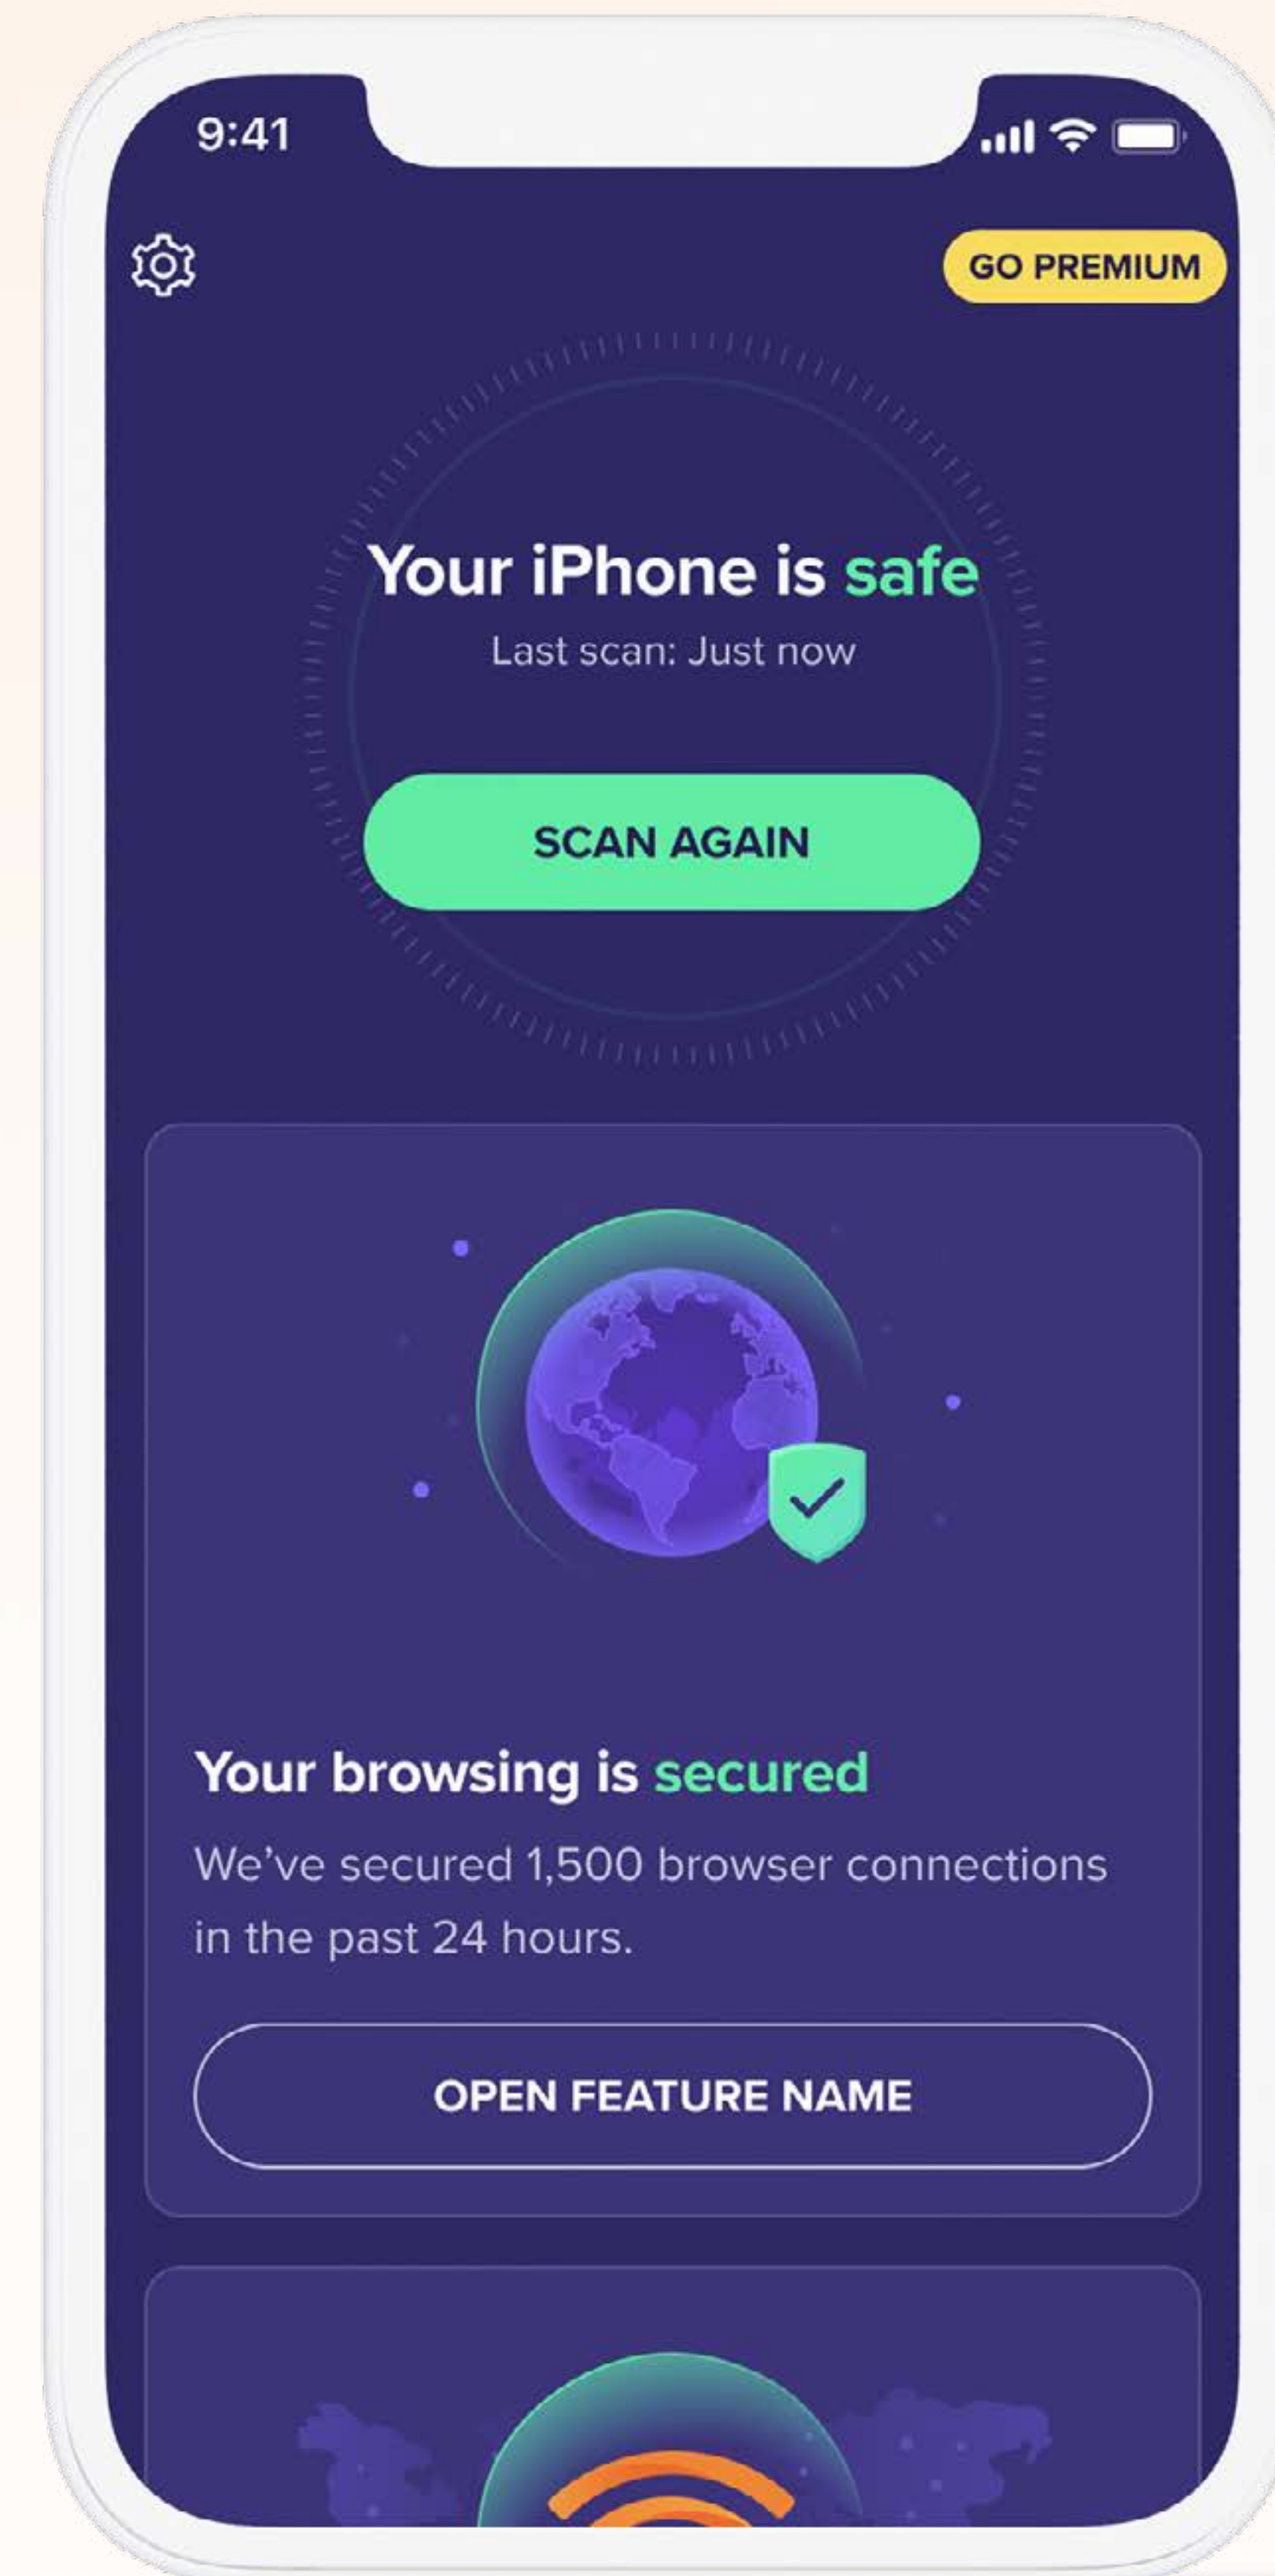 9:41
GO PREMIUM
Your iPhone is safe
Last scan: Just now
SCAN AGAIN
Your browsing is secured
We’ve secured 1,500 browser connections
in the past 24 hours.
OPEN FEATURE NAME